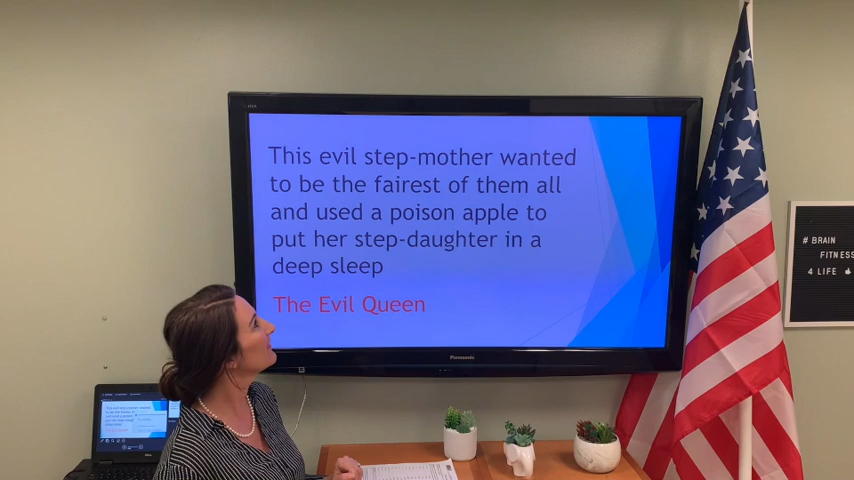 This evil step-mother wanted
to be the fairest of them all
and used a poison apple to
put her step-daughter in a
deep sleep
The Evil Queen
Panasonic
# BRAIN
FITNESS
4 LIFE